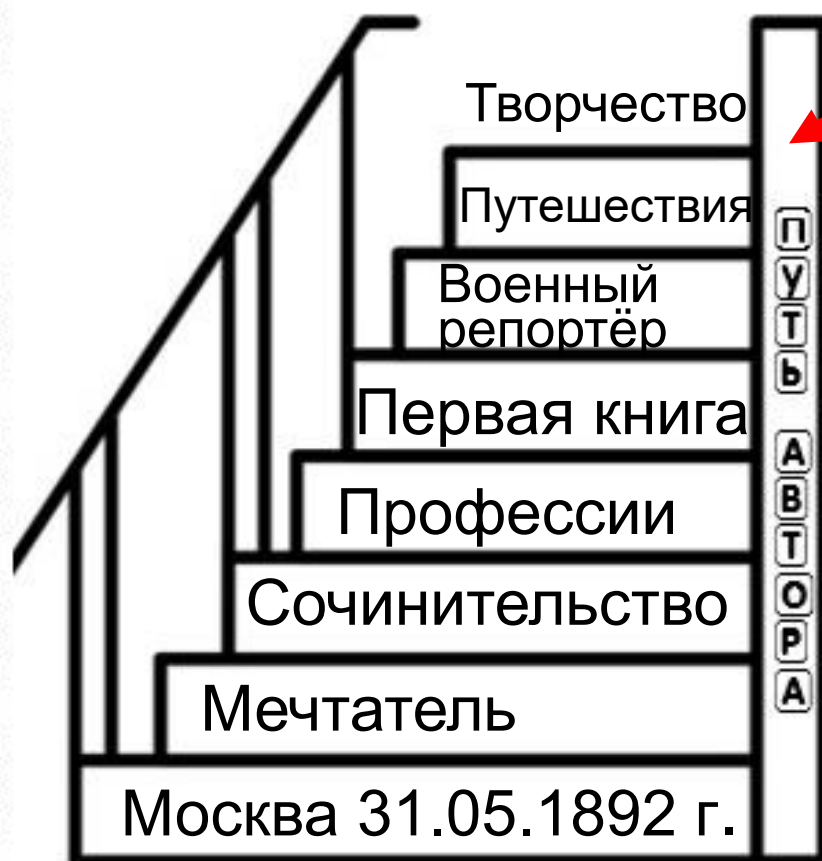 Творчество
Путешествия
Военный
репортёр
Первая книга
Профессии
Сочинительство
Мечтатель
Москва 31.05.1892 г.
ПУТЬ АВТОРА